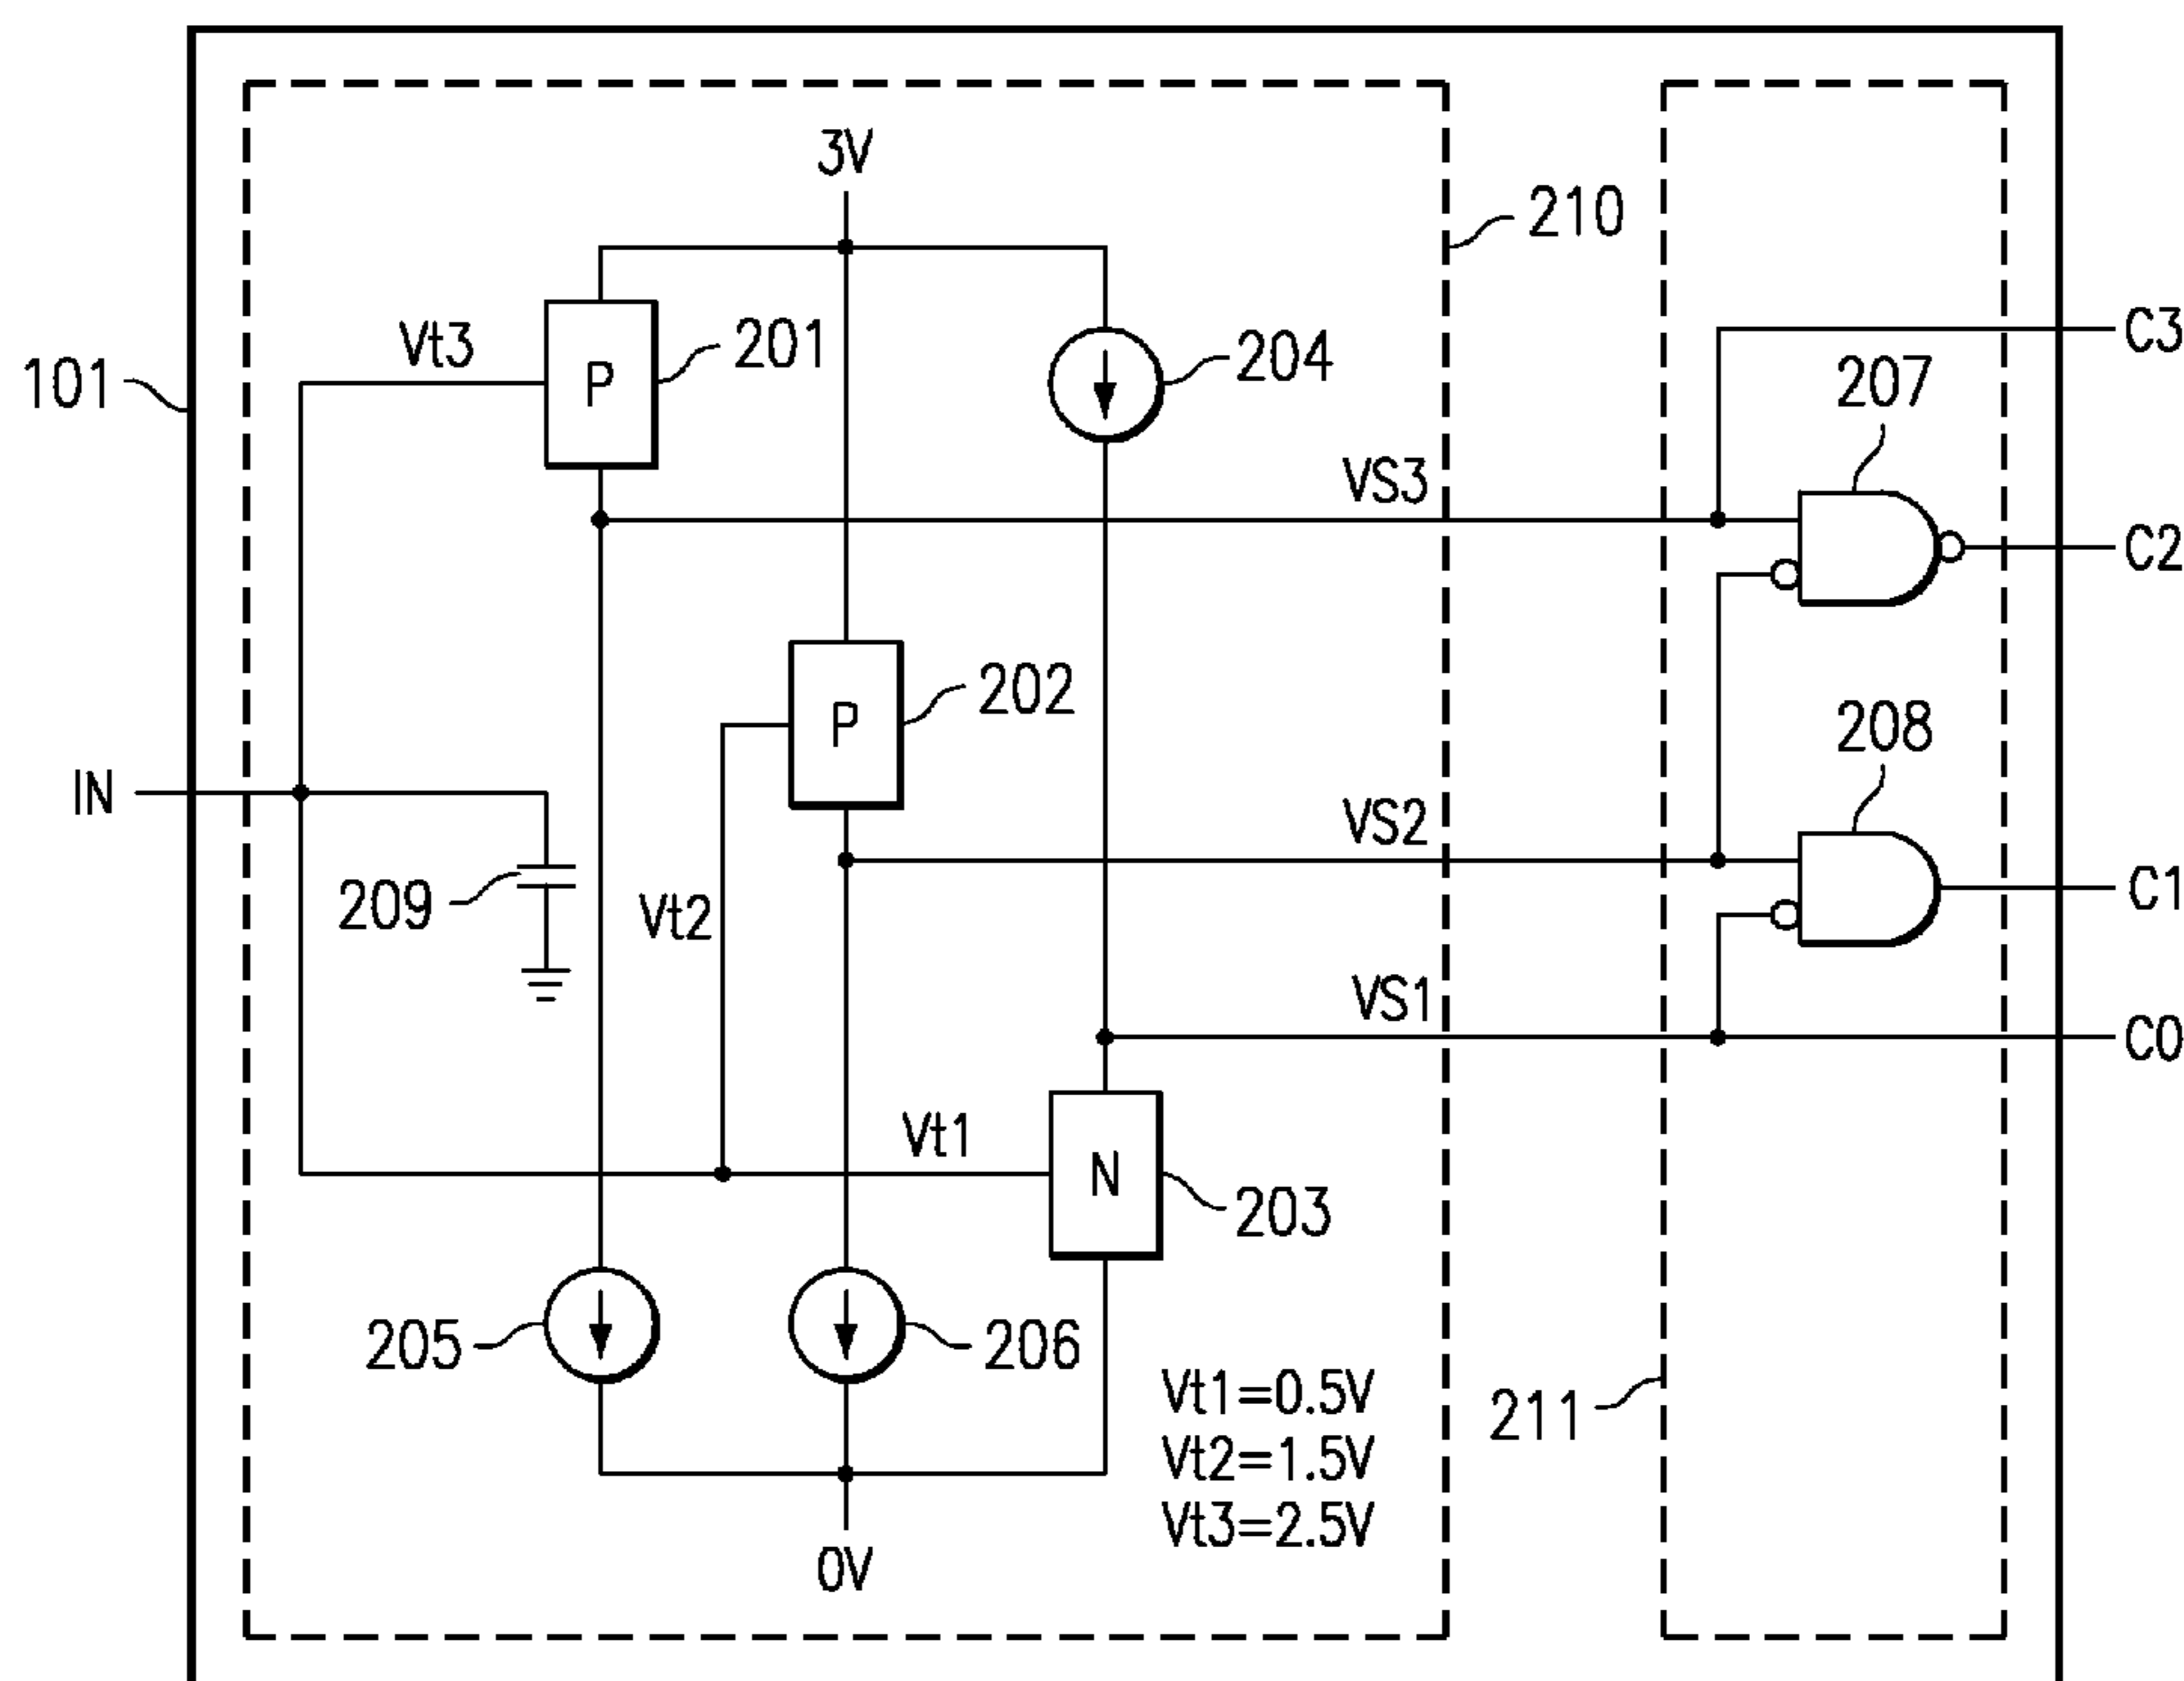 3V
210
Vt3
P
201
204
C3
207
101
VS3
C2
202
P
208
IN
VS2
209
Vt2
C1
VS1
C0
Vt1
N
203
205
206
Vt1=0.5V
211
Vt2=1.5V
Vt3=2.5V
0V